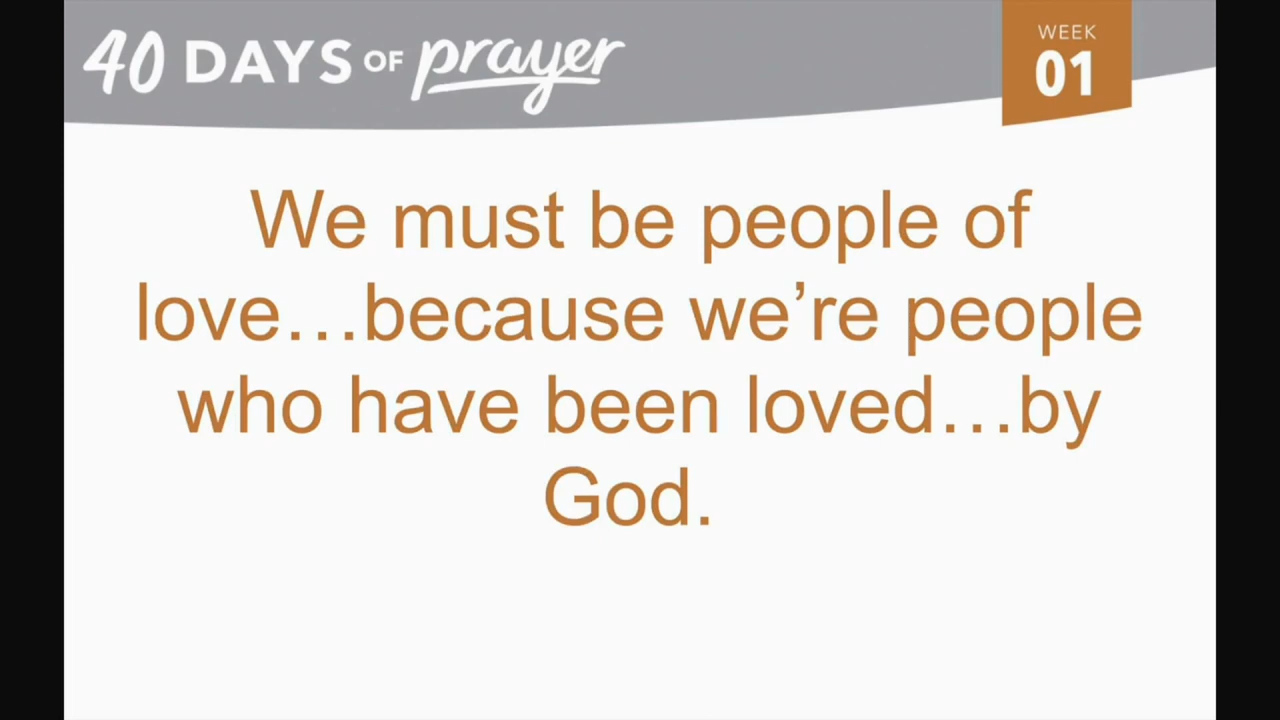 40 DAYS OF prayer
WEEK
01
We must be people of
love…because we’re people
who have been loved…by
God.